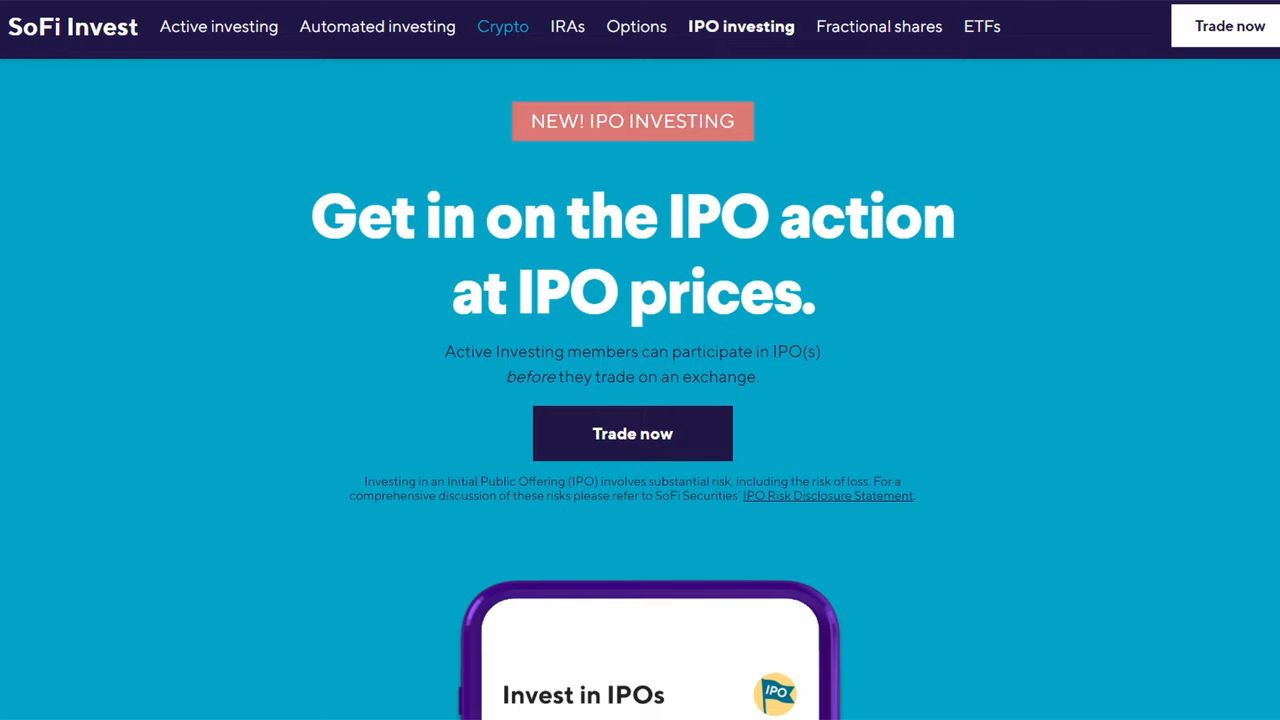 SoFi Invest Active investing Automated investing Crypto IRAs Options IPO investing Fractional shares ETFs Trade now
NEW! IPO INVESTING
Get in on the IPO action
at IPO prices.
Active Investing members can participate in IPO(s)
before they trade on an exchange.
Trade now
Investing in an Initial Public Offering (IPO) involves substantial risk, including the risk of loss. For a
comprehensive discussion of these risks please refer to SoFi Securities' IPO Risk Disclosure Statement.
Invest in IPOs IPO